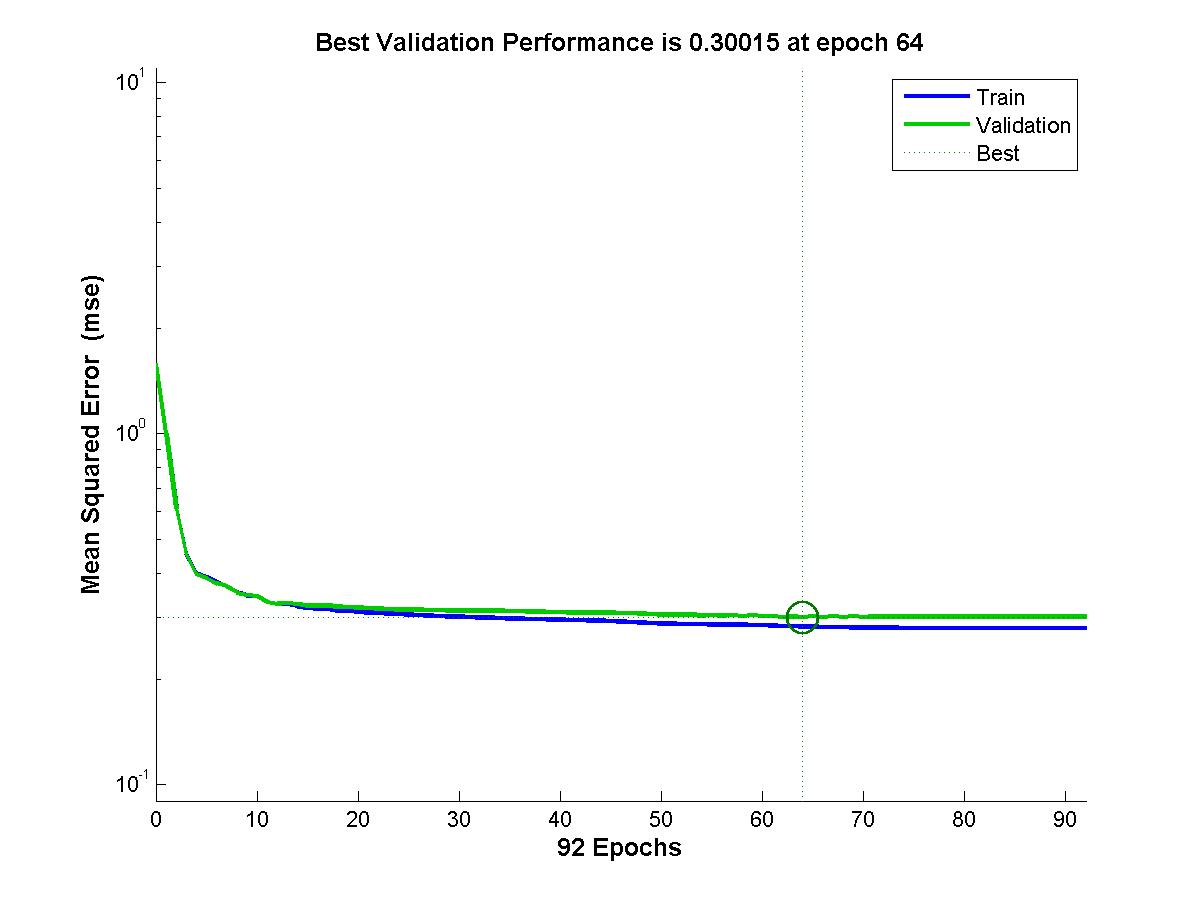 Best Validation Performance is 0.30015 at epoch 64
Train
Validation
Best
Mean Squared Error (mse)
10^1
10^0
10^-1
0 10 20 30 40 50 60 70 80 90
92 Epochs